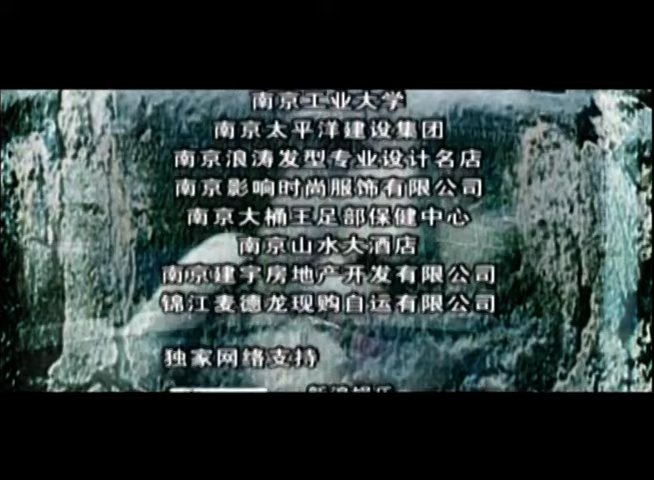 南京工业大学
南京太平洋建设集团
南京浪涛发型专业设计名店
南京影响时尚服饰有限公司
南京大桶王足部保健中心
南京山水大酒店
南京建宇房地产开发有限公司
锦江麦德龙现购自运有限公司
独家网络支持